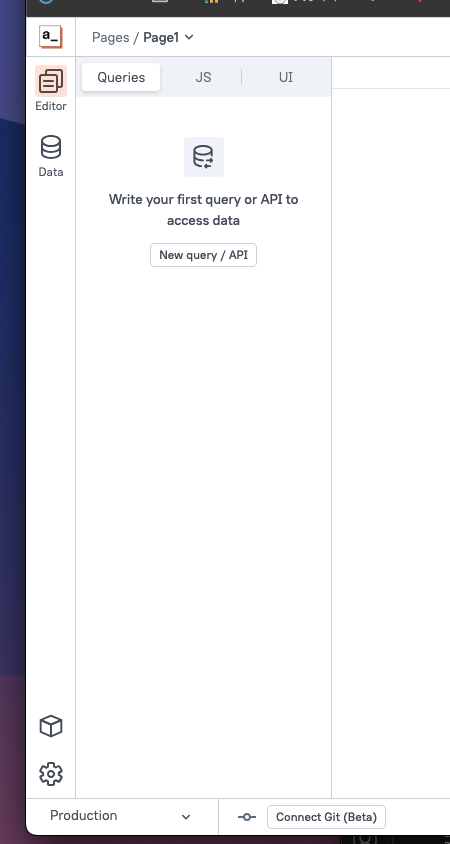 a_
Pages / Page1
Editor
Data
Queries
JS
UI
Write your first query or API to
access data
New query / API
Production
Connect Git (Beta)